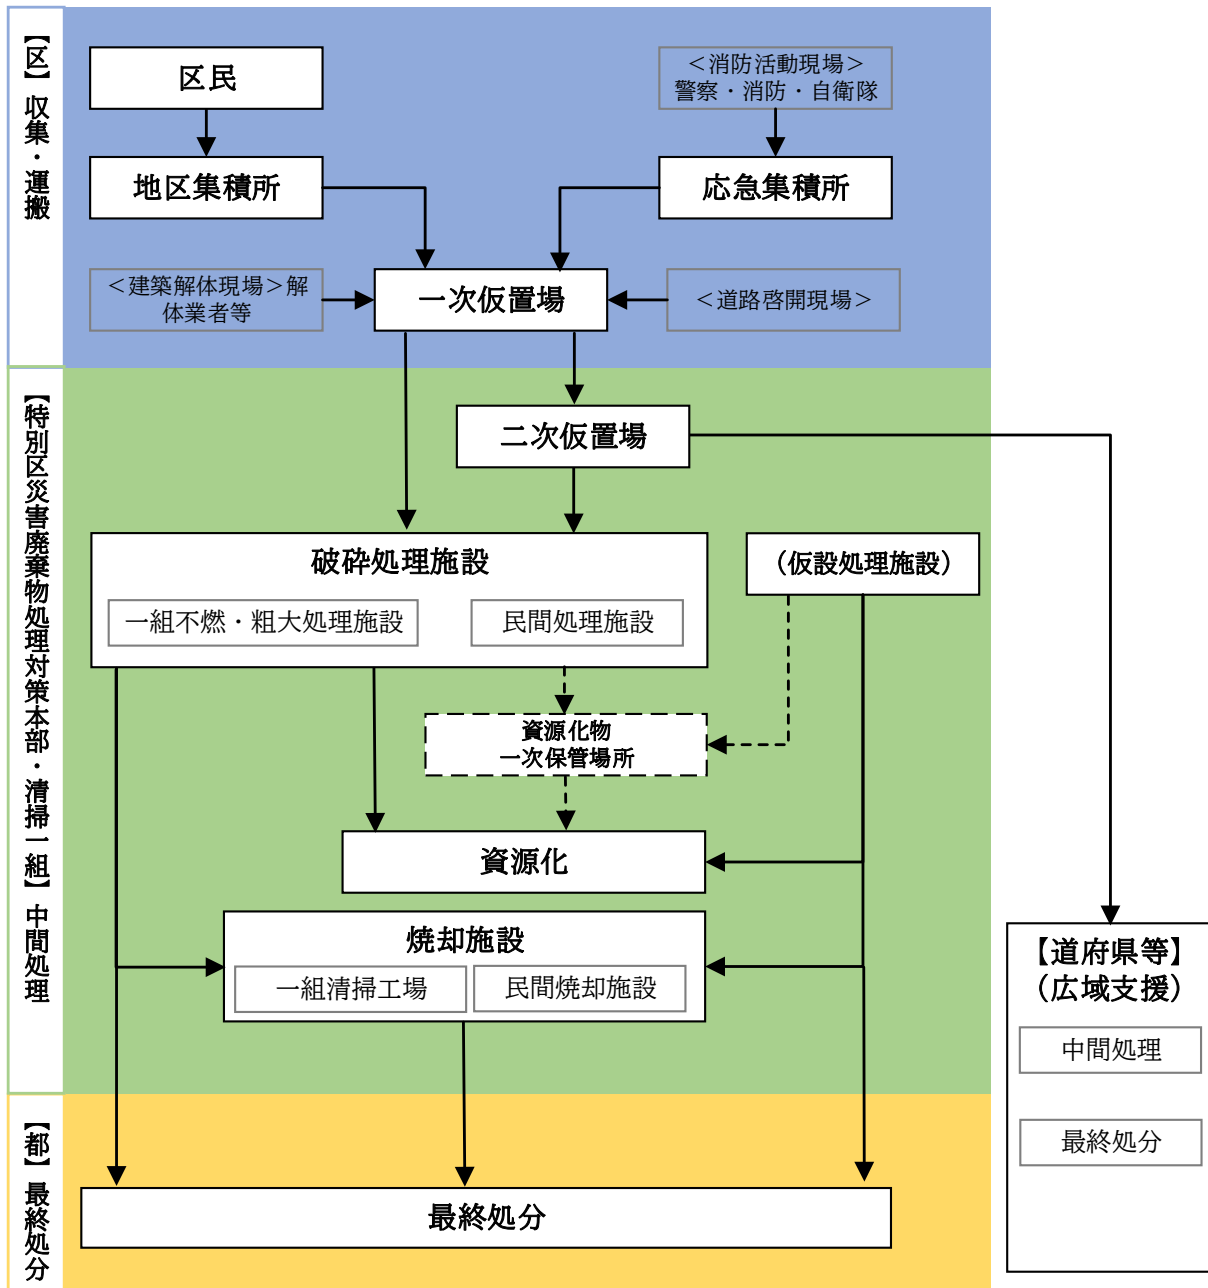 【区】収集・運搬
区民
＜消防活動現場＞
警察・消防・自衛隊
地区集積所
応急集積所
＜建築解体現場＞解
体業者等
一次仮置場
＜道路啓開現場＞
【特別区災害廃棄物処理対策本部・清掃一組】中間処理
二次仮置場
破砕処理施設
（仮設処理施設）
一組不燃・粗大処理施設
民間処理施設
資源化物
一次保管場所
資源化
焼却施設
一組清掃工場
民間焼却施設
【道府県等】
（広域支援）
中間処理
最終処分
【都】最終処分
最終処分